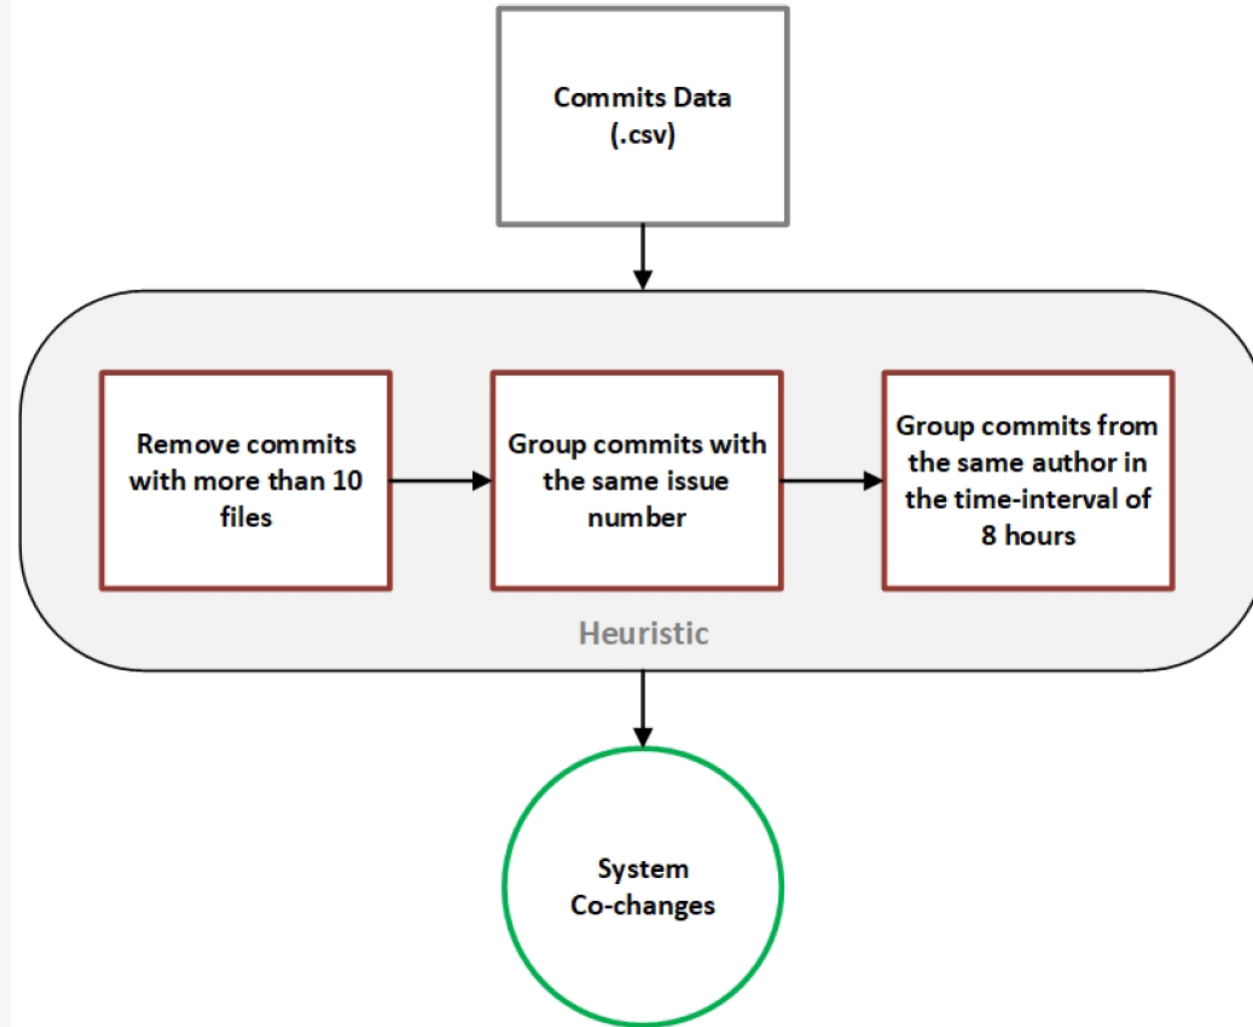 Commits Data
(.csv)
Remove commits
with more than 10
files
Group commits with
the same issue
number
Group commits from
the same author in
the time-interval of
8 hours
Heuristic
System
Co-changes